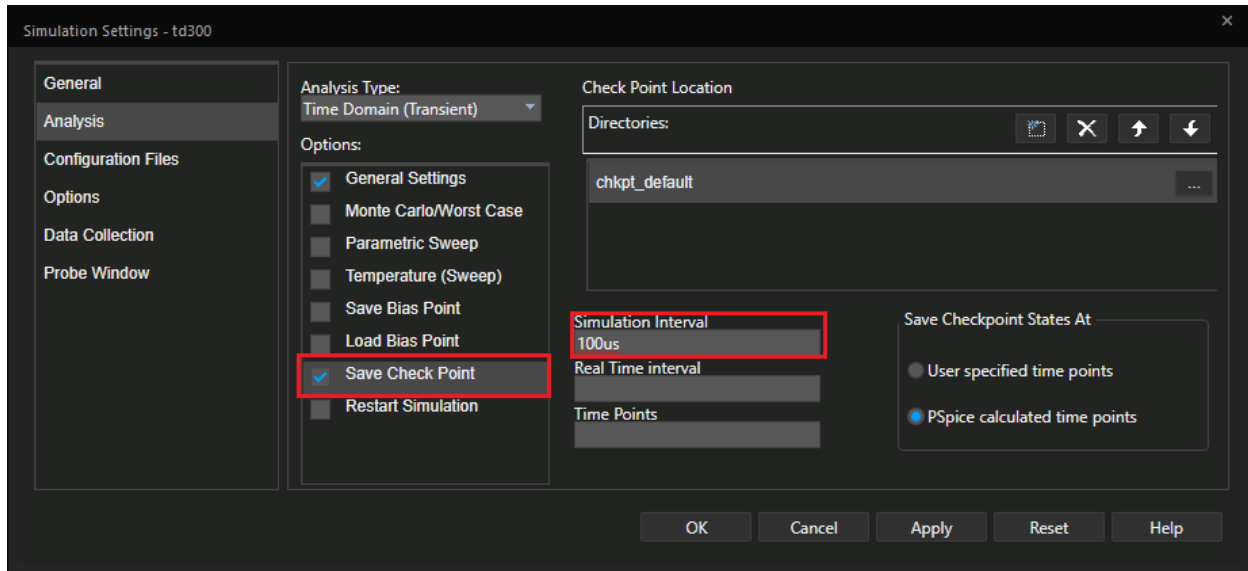 Simulation Settings - td300
General
Analysis
Configuration Files
Options
Data Collection
Probe Window
Analysis Type:
Time Domain (Transient)
Options:
General Settings
Monte Carlo/Worst Case
Parametric Sweep
Temperature (Sweep)
Save Bias Point
Load Bias Point
Save Check Point
Restart Simulation
Check Point Location
Directories:
chkpt_default
...
Simulation Interval
100us
Real Time interval
Time Points
Save Checkpoint States At
User specified time points
PSpice calculated time points
OK
Cancel
Apply
Reset
Help